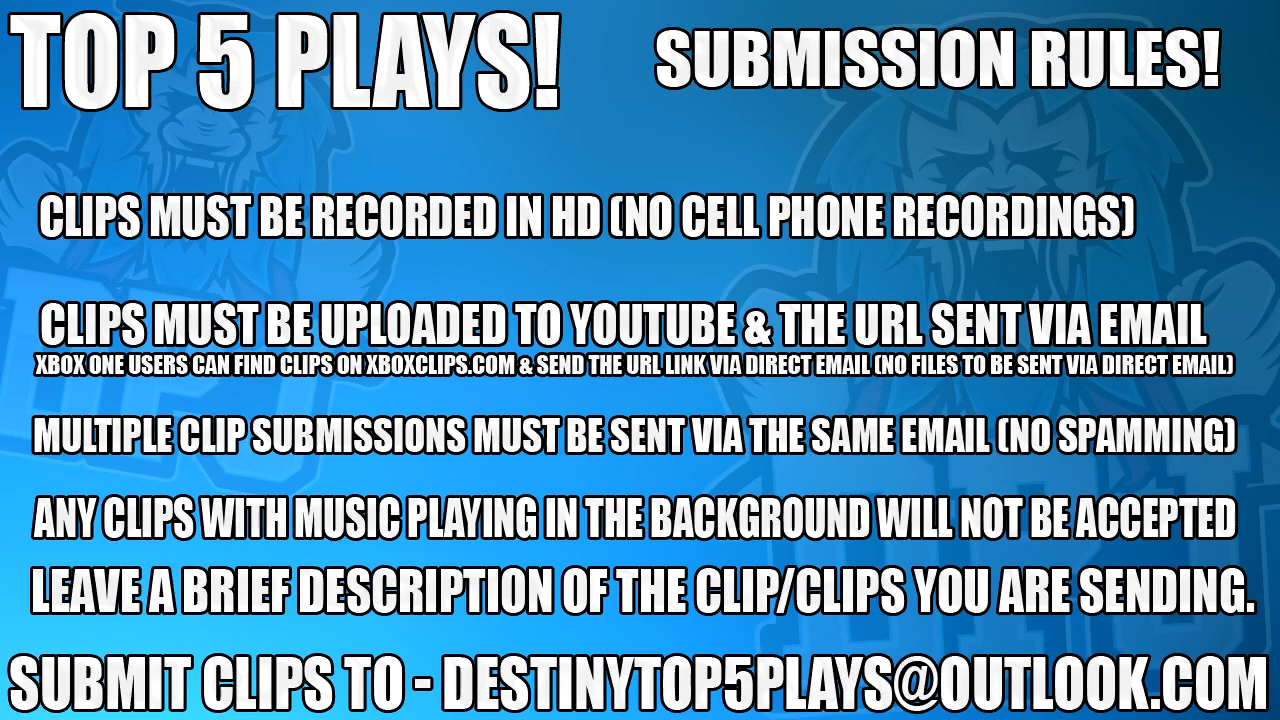 TOP 5 PLAYS!
SUBMISSION RULES!
CLIPS MUST BE RECORDED IN HD (NO CELL PHONE RECORDINGS)
CLIPS MUST BE UPLOADED TO YOUTUBE & THE URL SENT VIA EMAIL
XBOX ONE USERS CAN FIND CLIPS ON XBOXCLIPS.COM & SEND THE URL LINK VIA DIRECT EMAIL (NO FILES TO BE SENT VIA DIRECT EMAIL)
MULTIPLE CLIP SUBMISSIONS MUST BE SENT VIA THE SAME EMAIL (NO SPAMMING)
ANY CLIPS WITH MUSIC PLAYING IN THE BACKGROUND WILL NOT BE ACCEPTED
LEAVE A BRIEF DESCRIPTION OF THE CLIP/CLIPS YOU ARE SENDING.
SUBMIT CLIPS TO - DESTINYTOP5PLAYS@OUTLOOK.COM